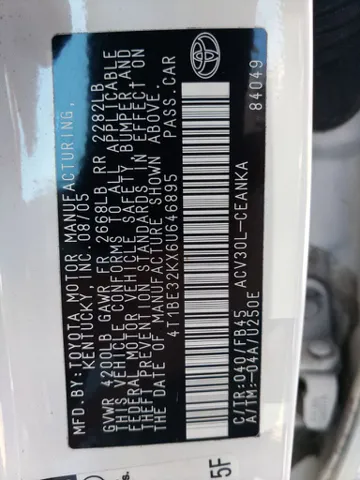 MFD. BY: TOYOTA MOTOR MANUFACTURING,
KENTUCKY, INC. 08/05
GVWR 4200LB GAWR FR 2668LB RR 2282LB
THIS VEHICLE CONFORMS TO ALL APPLICABLE
FEDERAL MOTOR VEHICLE SAFETY, BUMPER, AND
THEFT PREVENTION STANDARDS IN EFFECT ON
THE DATE OF MANUFACTURE SHOWN ABOVE.
4T1BE32KX6U646895 PASS.CAR
C/TR:040/FB45 ACV30L-CEANKA
A/TM:-04A/U250E 84049
5F
s.